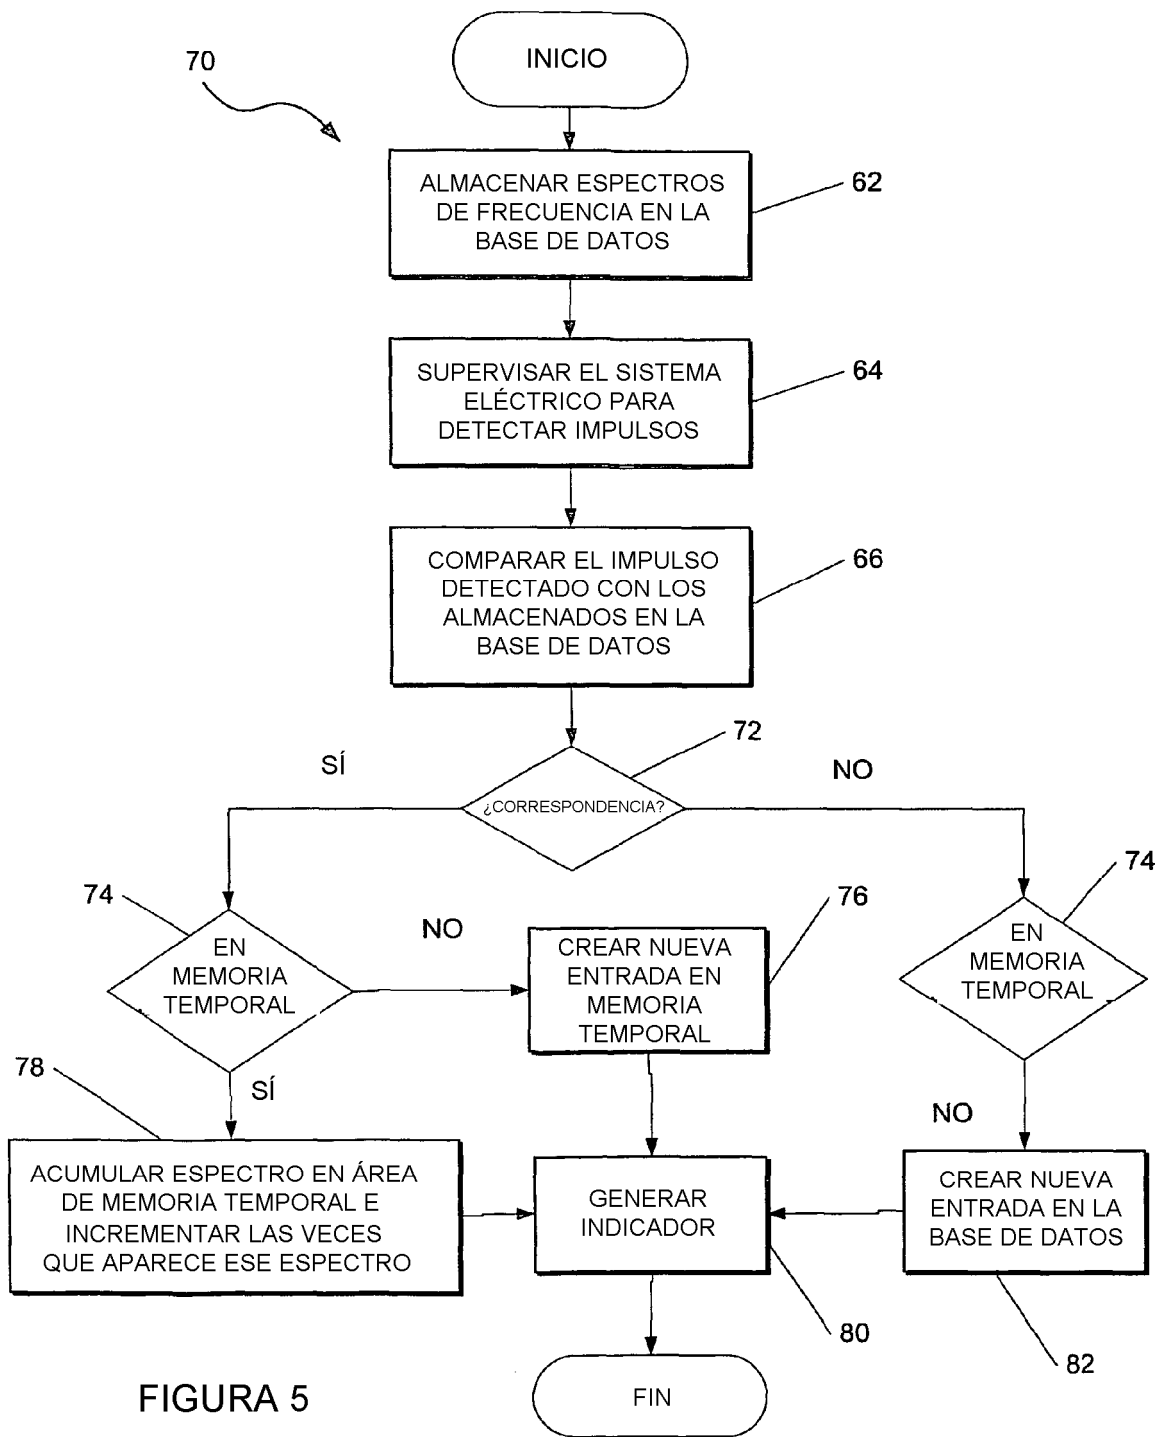 INICIO
70
ALMACENAR ESPECTROS
DE FRECUENCIA EN LA
BASE DE DATOS
62
SUPERVISAR EL SISTEMA
ELÉCTRICO PARA
DETECTAR IMPULSOS
64
COMPARAR EL IMPULSO
DETECTADO CON LOS
ALMACENADOS EN LA
BASE DE DATOS
66
72
SÍ
NO
¿CORRESPONDENCIA?
74
EN
MEMORIA
TEMPORAL
NO
76
CREAR NUEVA
ENTRADA EN
MEMORIA
TEMPORAL
74
EN
MEMORIA
TEMPORAL
78
SÍ
NO
ACUMULAR ESPECTRO EN ÁREA
DE MEMORIA TEMPORAL E
INCREMENTAR LAS VECES
QUE APARECE ESE ESPECTRO
GENERAR
INDICADOR
80
CREAR NUEVA
ENTRADA EN LA
BASE DE DATOS
82
FIN
FIGURA 5